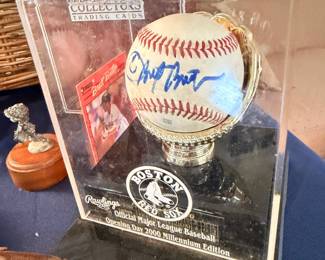 COLLECTORS
TRADING CARDS
BOSTON
RED SOX
Rawlings
Official Major League Baseball
Opening Day 2000 Millennium Edition